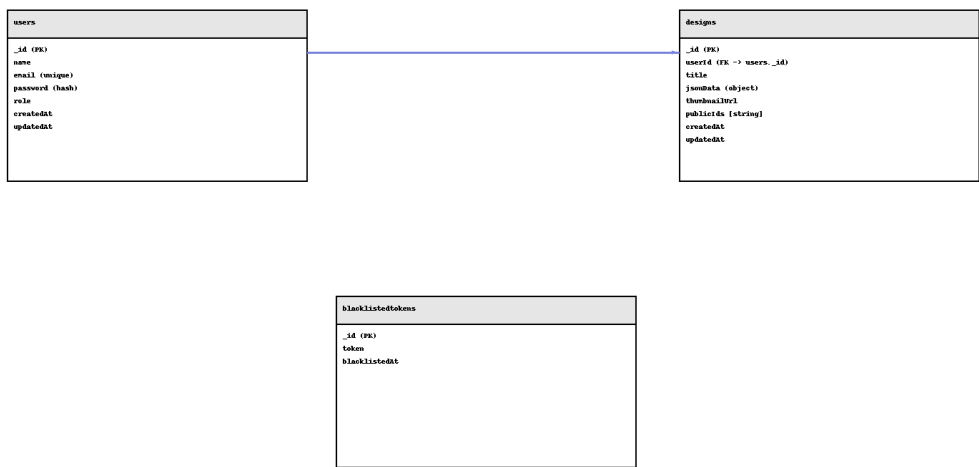 users
_id (PK)
name
email (unique)
password (hash)
role
createdAt
updatedAt
designs
_id (PK)
userId (FK -> users._id)
title
jsonData (object)
thumbnailUrl
publicIds [string]
createdAt
updatedAt
blacklistedtokens
_id (PK)
token
blacklistedAt